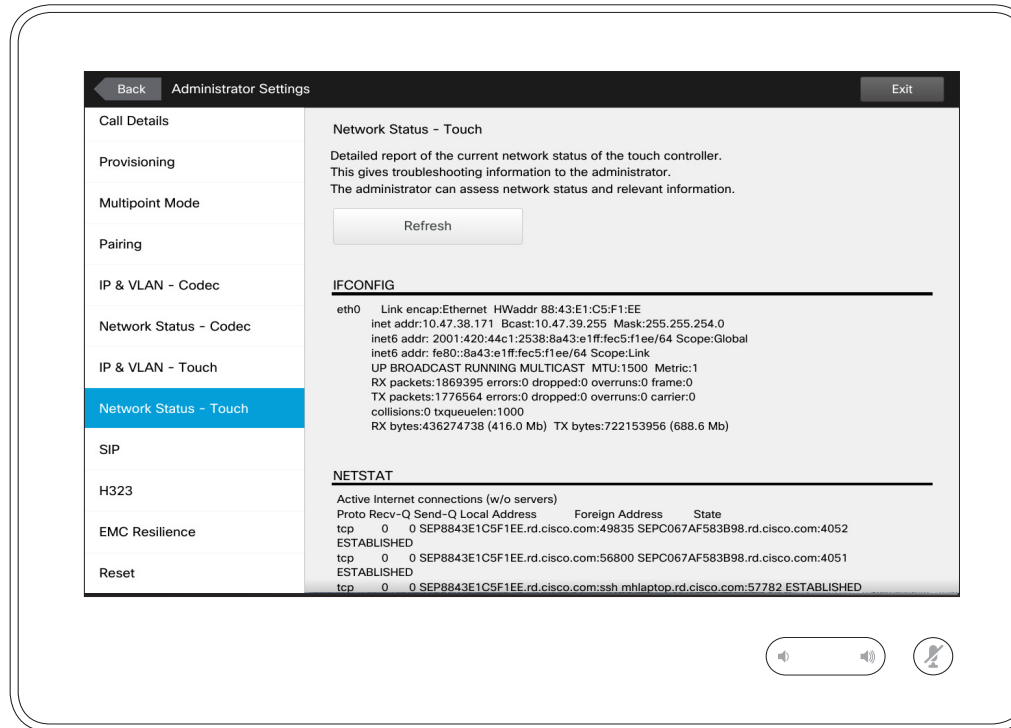 Back Administrator Settings Exit
Call Details
Provisioning
Multipoint Mode
Pairing
IP & VLAN - Codec
Network Status - Codec
IP & VLAN - Touch
Network Status - Touch
SIP
H323
EMC Resilience
Reset
Network Status - Touch
Detailed report of the current network status of the touch controller.
This gives troubleshooting information to the administrator.
The administrator can assess network status and relevant information.
Refresh
IFCONFIG
eth0 Link encap:Ethernet HWaddr 88:43:E1:C5:F1:EE
inet addr:10.47.38.171 Bcast:10.47.39.255 Mask:255.255.254.0
inet6 addr: 2001:420:44c1:2538:8a43:e1ff:fec5:f1ee/64 Scope:Global
inet6 addr: fe80::8a43:e1ff:fec5:f1ee/64 Scope:Link
UP BROADCAST RUNNING MULTICAST MTU:1500 Metric:1
RX packets:1869395 errors:0 dropped:0 overruns:0 frame:0
TX packets:1776564 errors:0 dropped:0 overruns:0 carrier:0
collisions:0 txqueuelen:1000
RX bytes:436274738 (416.0 Mb) TX bytes:722153956 (688.6 Mb)
NETSTAT
Active Internet connections (w/o servers)
Proto Recv-Q Send-Q Local Address Foreign Address State
tcp 0 0 SEP8843E1C5F1EE.rd.cisco.com:49835 SEPC067AF583B98.rd.cisco.com:4052
ESTABLISHED
tcp 0 0 SEP8843E1C5F1EE.rd.cisco.com:56800 SEPC067AF583B98.rd.cisco.com:4051
ESTABLISHED
tcp 0 0 SEP8843E1C5F1EE.rd.cisco.com:ssh mhlaptop.rd.cisco.com:57782 ESTABLISHED